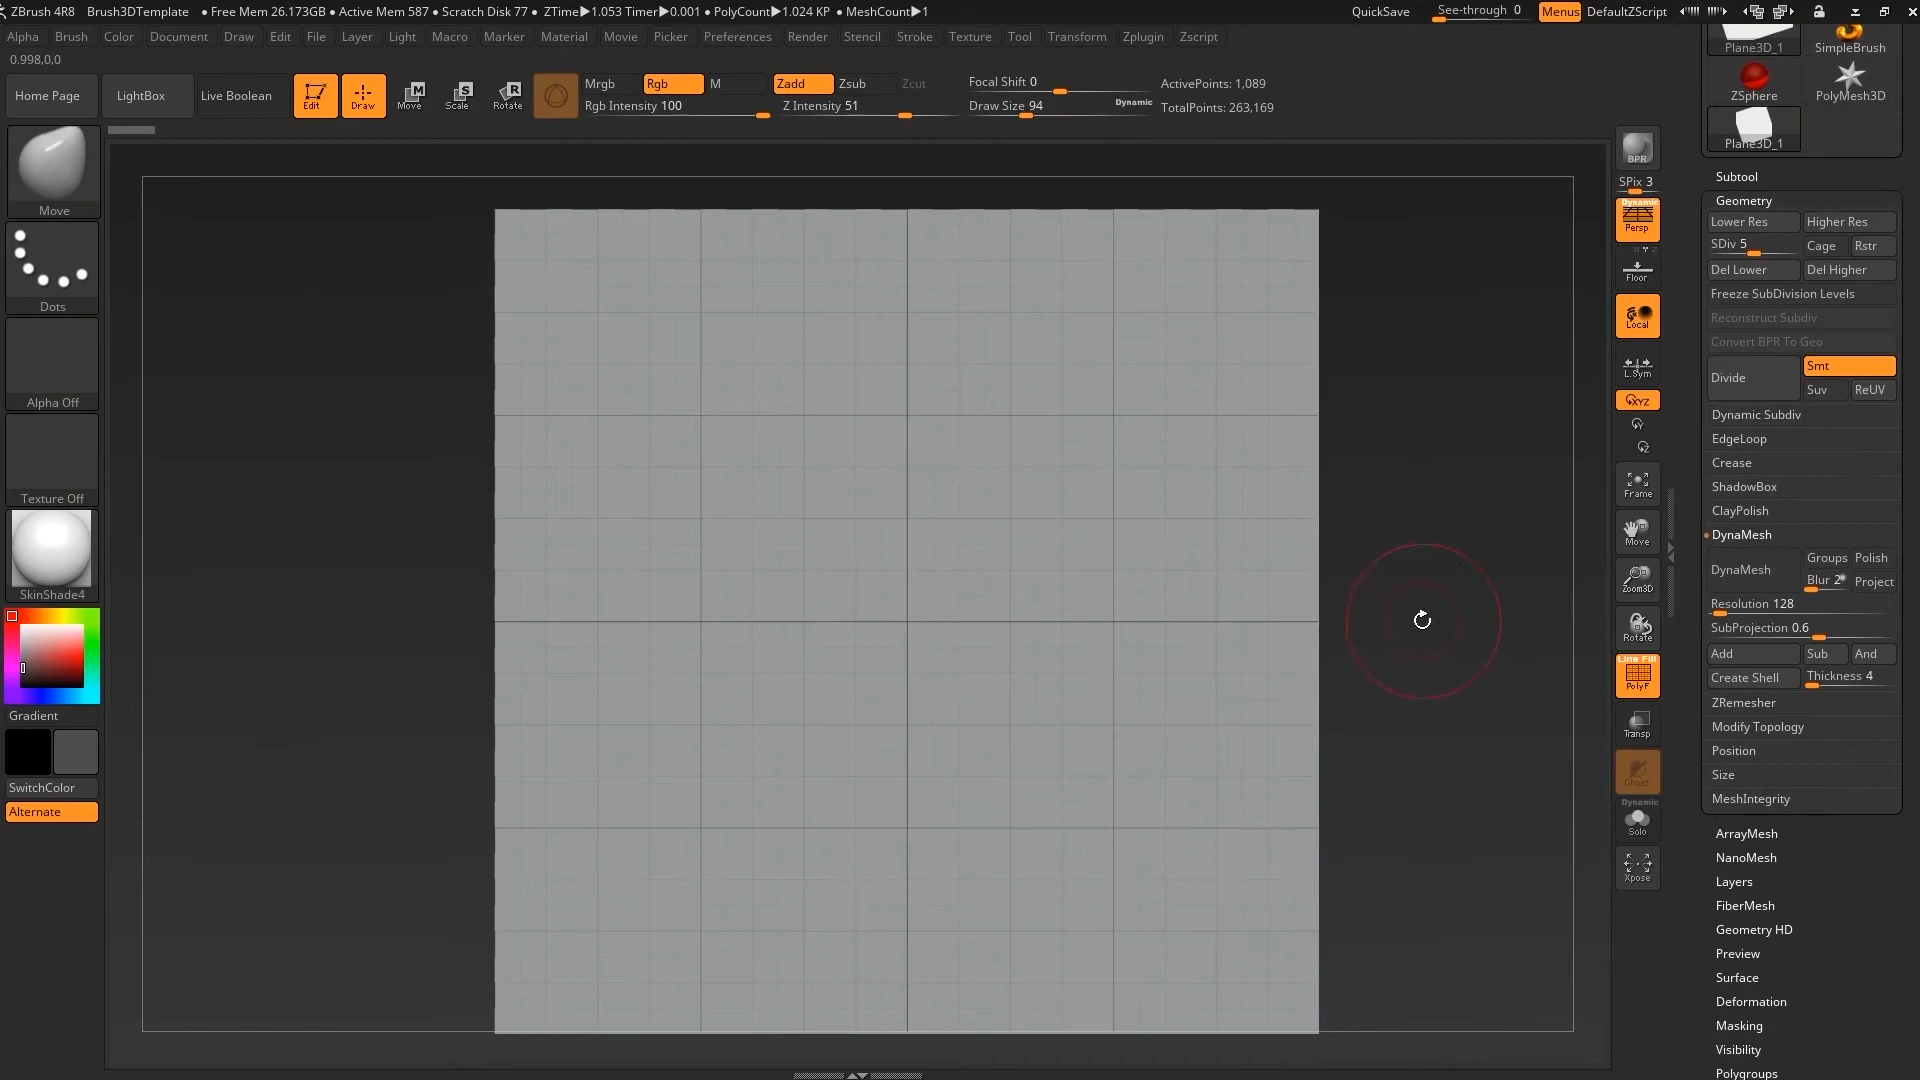 ZBrush 4R8 Brush3DTemplate • Free Mem 26.173GB • Active Mem 587 • Scratch Disk 77 • ZTime▶1.053 Timer▶0.001 • PolyCount▶1.024 KP • MeshCount▶1 QuickSave See-through 0 Menus DefaultZScript
Alpha Brush Color Document Draw Edit File Layer Light Macro Marker Material Movie Picker Preferences Render Stencil Stroke Texture Tool Transform Zplugin Zscript
0.998,0,0
Home Page LightBox Live Boolean Edit Draw Move Scale Rotate
Mrgb Rgb M Zadd Zsub Zcut Focal Shift 0 ActivePoints: 1,089
Rgb Intensity 100 Z Intensity 51 Draw Size 94 Dynamic TotalPoints: 263,169
Move
Dots
Alpha Off
Texture Off
SkinShade4
Gradient
SwitchColor
Alternate
BPR
SPix 3
Dynamic
Persp
Floor
Local
L.Sym
XYZ
Y
Z
Frame
Move
Zoom3D
Rotate
Line Fill
PolyF
Transp
Ghost
Dynamic
Solo
Xpose
Plane3D_1 SimpleBrush
ZSphere PolyMesh3D
Plane3D_1
Subtool
Geometry
Lower Res Higher Res
SDiv 5 Cage Rstr
Del Lower Del Higher
Freeze SubDivision Levels
Reconstruct Subdiv
Convert BPR To Geo
Divide Smt
Suv ReUV
Dynamic Subdiv
EdgeLoop
Crease
ShadowBox
ClayPolish
DynaMesh
DynaMesh Groups Polish
Blur 2 Project
Resolution 128
SubProjection 0.6
Add Sub And
Create Shell Thickness 4
ZRemesher
Modify Topology
Position
Size
MeshIntegrity
ArrayMesh
NanoMesh
Layers
FiberMesh
Geometry HD
Preview
Surface
Deformation
Masking
Visibility
Polygroups